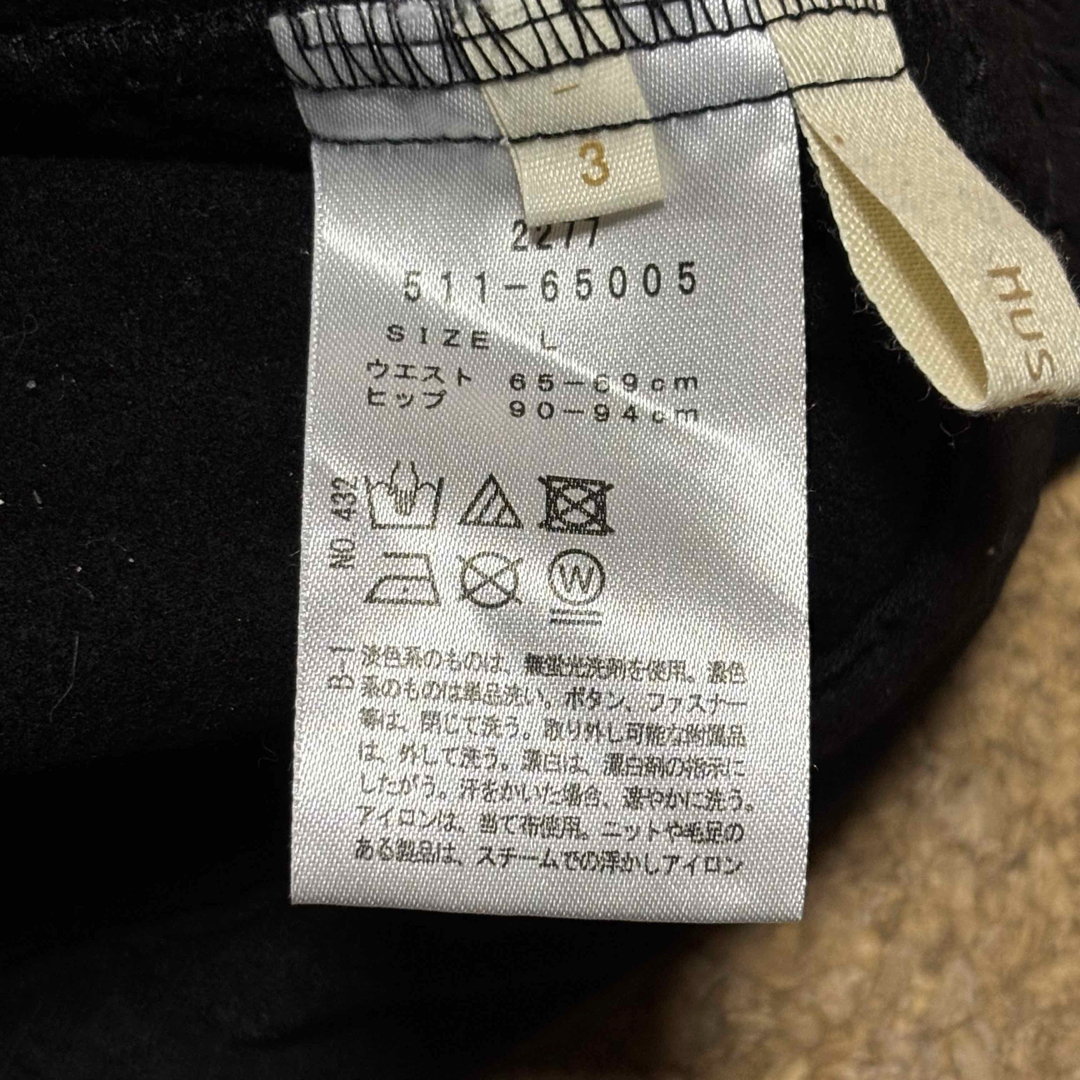 3
2277
511-65005
SIZE L
ウエスト 65-69cm
ヒップ 90-94cm
NO 432
W
B-1
淡色系のものは、無蛍光洗剤を使用。濃色
系のものは単品洗い。ボタン、ファスナー
等は、閉じて洗う。取り外し可能な附属品
は、外して洗う。漂白は、漂白剤の指示に
したがう。汗をかいた場合、速やかに洗う。
アイロンは、当て布使用。ニットや毛足の
ある製品は、スチームでの浮かしアイロン
HUS